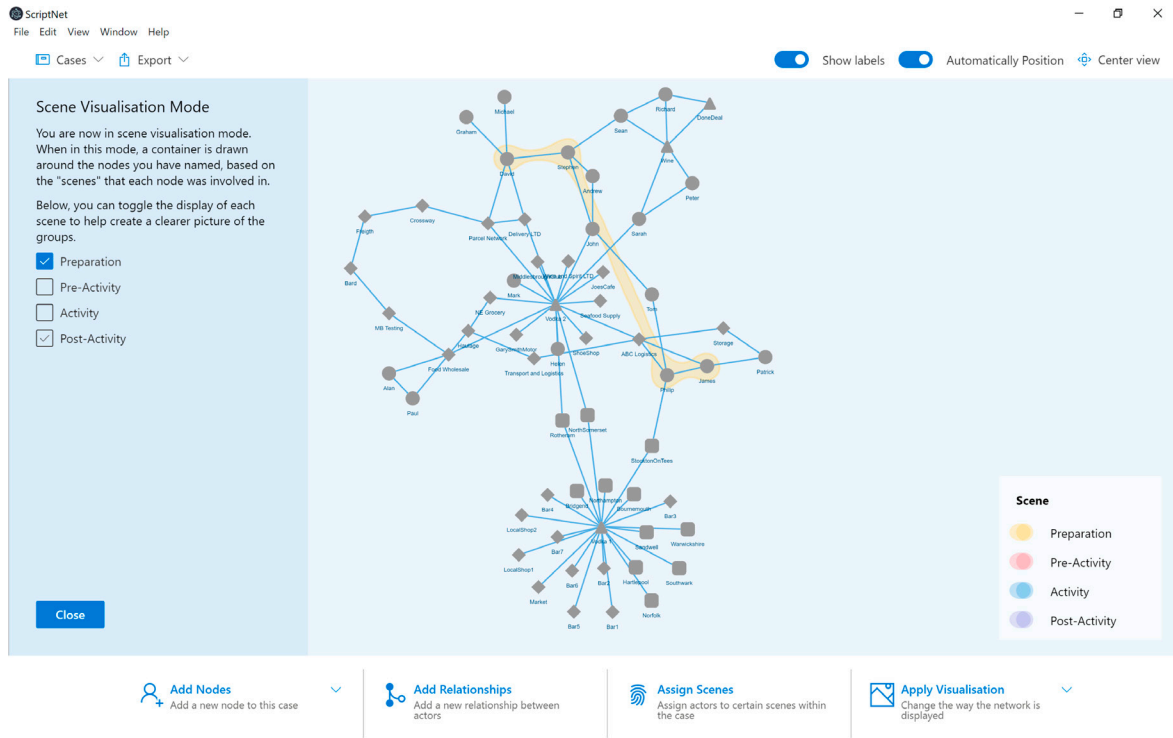 ScriptNet
File Edit View Window Help
Cases Export Show labels Automatically Position Center view
Scene Visualisation Mode
You are now in scene visualisation mode.
When in this mode, a container is drawn
around the nodes you have named, based on
the "scenes" that each node was involved in.
Below, you can toggle the display of each
scene to help create a clearer picture of the
groups.
Preparation
Pre-Activity
Activity
Post-Activity
Close
Michael
Graham
Richard
DoneDeal
Sean
Wine
David
Stephen
Andrew
Peter
Crossway
Freigth
Parcel Network
Delivery LTD
John
Sarah
Bard
Wine and Spirit LTD
JoesCafe
Mark
NE Grocery
Vodka 2
Seafood Supply
Tom
MB Testing
Haulage
GarySmithMotor
ShoeShop
ABC Logistics
Storage
Food Wholesale
Helen
Transport and Logistics
Alan
Philip
James
Patrick
Paul
Rotheram
NorthSomerset
StocktonOnTees
Bar4
Bridgend
Northampton
Bournemouth
Bar3
LocalShop2
Vodka 1
Sandwell
Warwickshire
Bar7
LocalShop1
Bar6
Bar2
Hartlepool
Southwark
Market
Norfolk
Bar5
Bar1
Scene
Preparation
Pre-Activity
Activity
Post-Activity
Add Nodes
Add a new node to this case
Add Relationships
Add a new relationship between
actors
Assign Scenes
Assign actors to certain scenes within
the case
Apply Visualisation
Change the way the network is
displayed